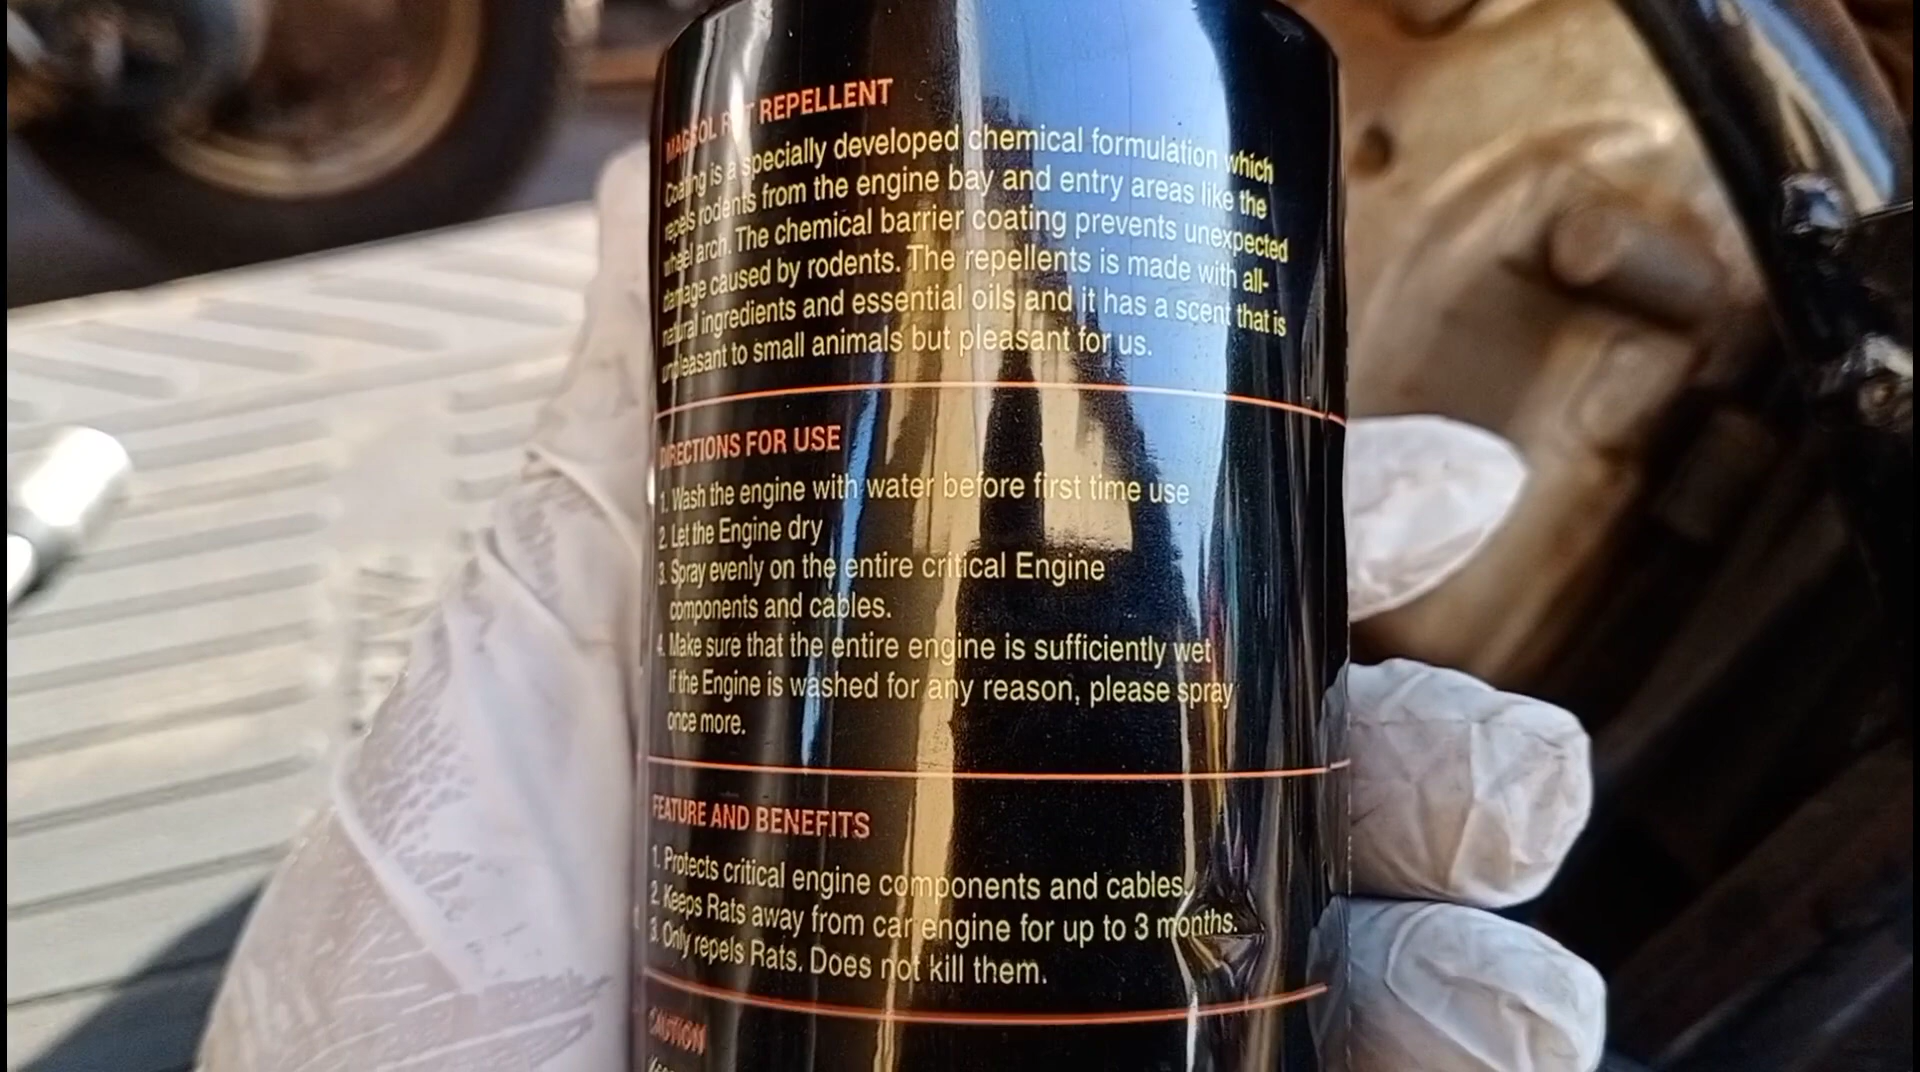 MAGSOL RAT REPELLENT
Coating is a specially developed chemical formulation which
repels rodents from the engine bay and entry areas like the
wheel arch. The chemical barrier coating prevents unexpected
damage caused by rodents. The repellents is made with all-
natural ingredients and essential oils and it has a scent that is
unpleasant to small animals but pleasant for us.
DIRECTIONS FOR USE
1. Wash the engine with water before first time use
2. Let the Engine dry
3. Spray evenly on the entire critical Engine
components and cables.
4. Make sure that the entire engine is sufficiently wet
If the Engine is washed for any reason, please spray
once more.
FEATURE AND BENEFITS
1. Protects critical engine components and cables.
2. Keeps Rats away from car engine for up to 3 months.
3. Only repels Rats. Does not kill them.
CAUTION